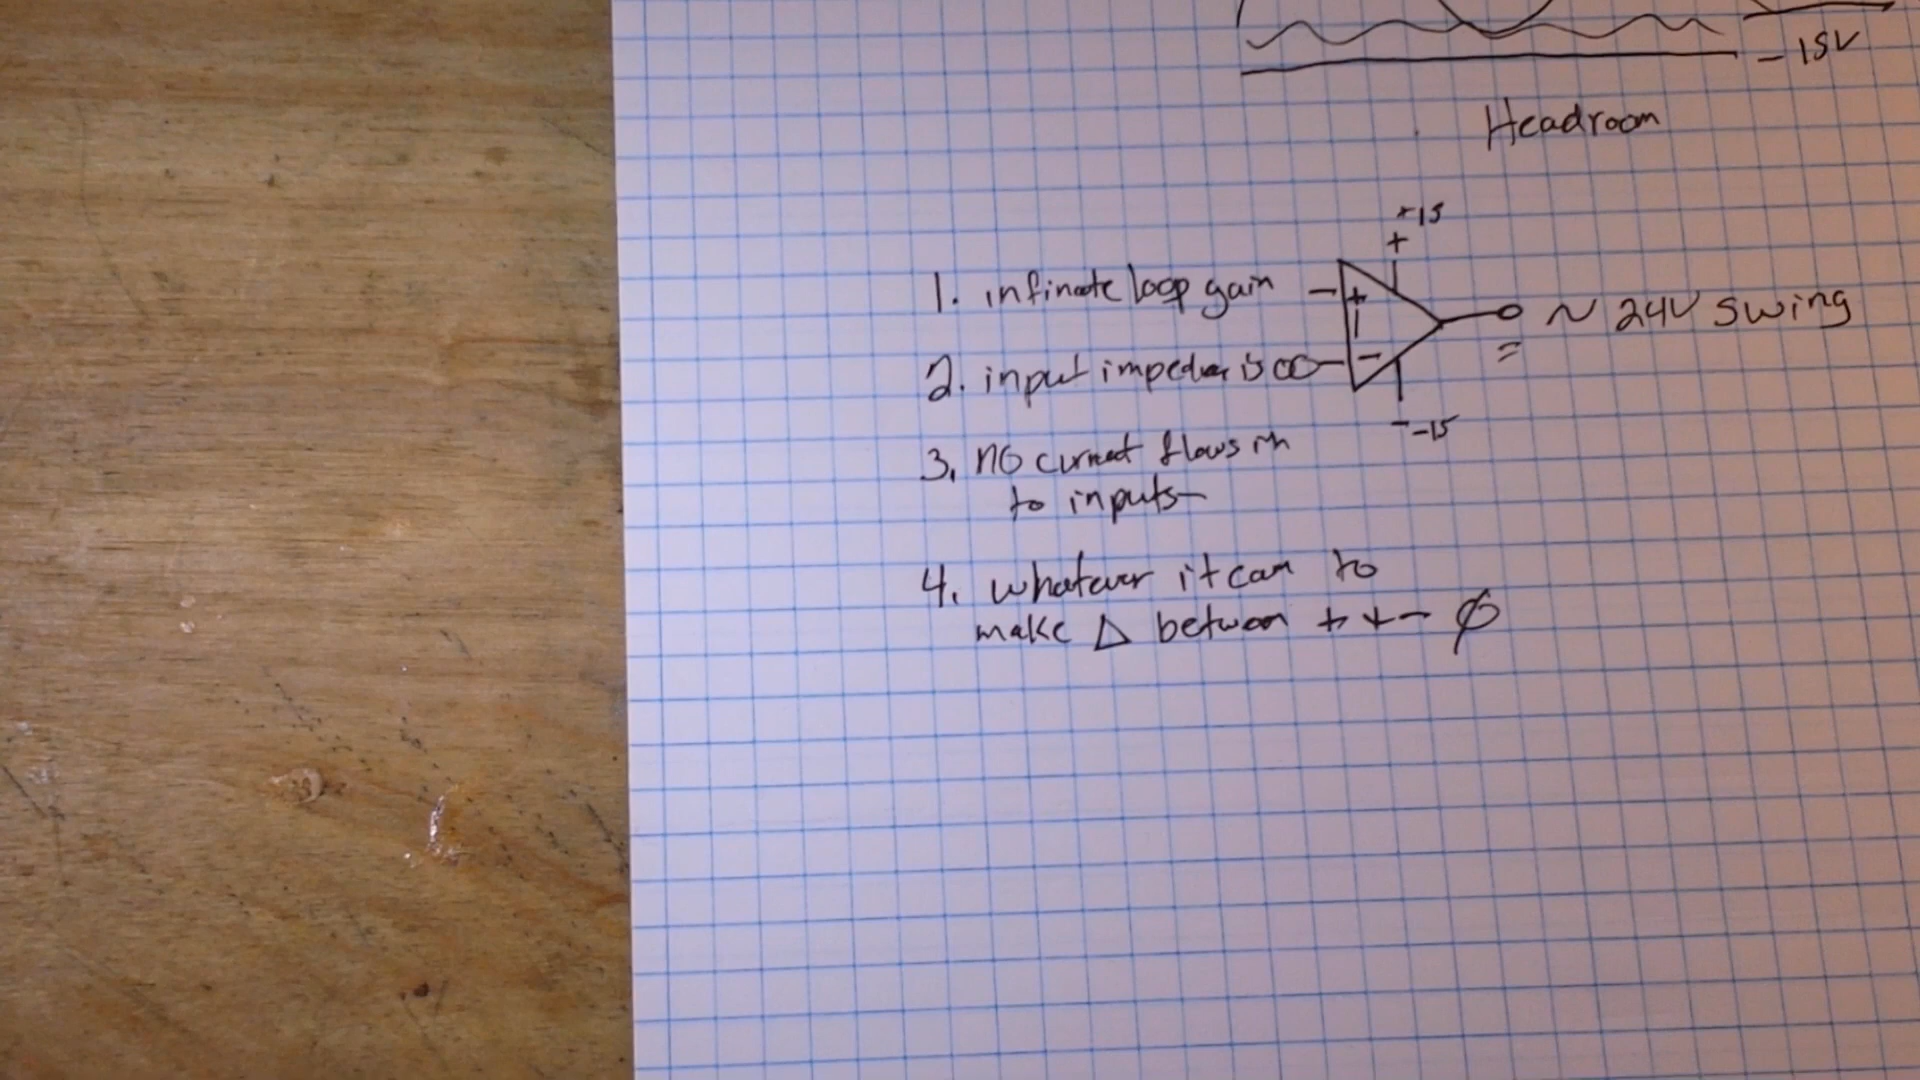 -15V
Headroom
+15
+
1. infinate loop gain
-
+
~ 24V swing
2. input impedance is ∞
-
=
- -15
3. no current flows in
to inputs
4. whatever it can to
make Δ between + + - Ø